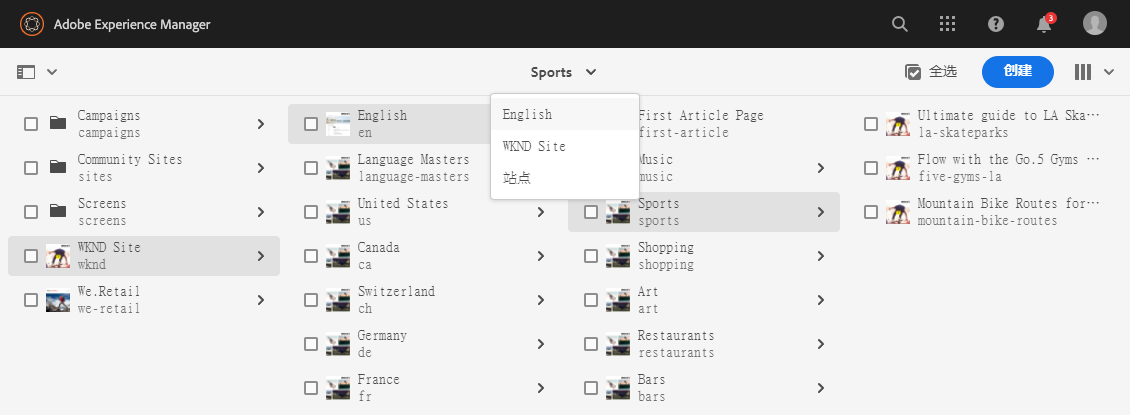 Adobe Experience Manager
3
Sports
全选
创建
English
WKND Site
站点
Campaigns
campaigns
Community Sites
sites
Screens
screens
WKND Site
wknd
We.Retail
we-retail
English
en
Language Masters
language-masters
United States
us
Canada
ca
Switzerland
ch
Germany
de
France
fr
First Article Page
first-article
Music
music
Sports
sports
Shopping
shopping
Art
art
Restaurants
restaurants
Bars
bars
Ultimate guide to LA Ska…
la-skateparks
Flow with the Go.5 Gyms …
five-gyms-la
Mountain Bike Routes for…
mountain-bike-routes